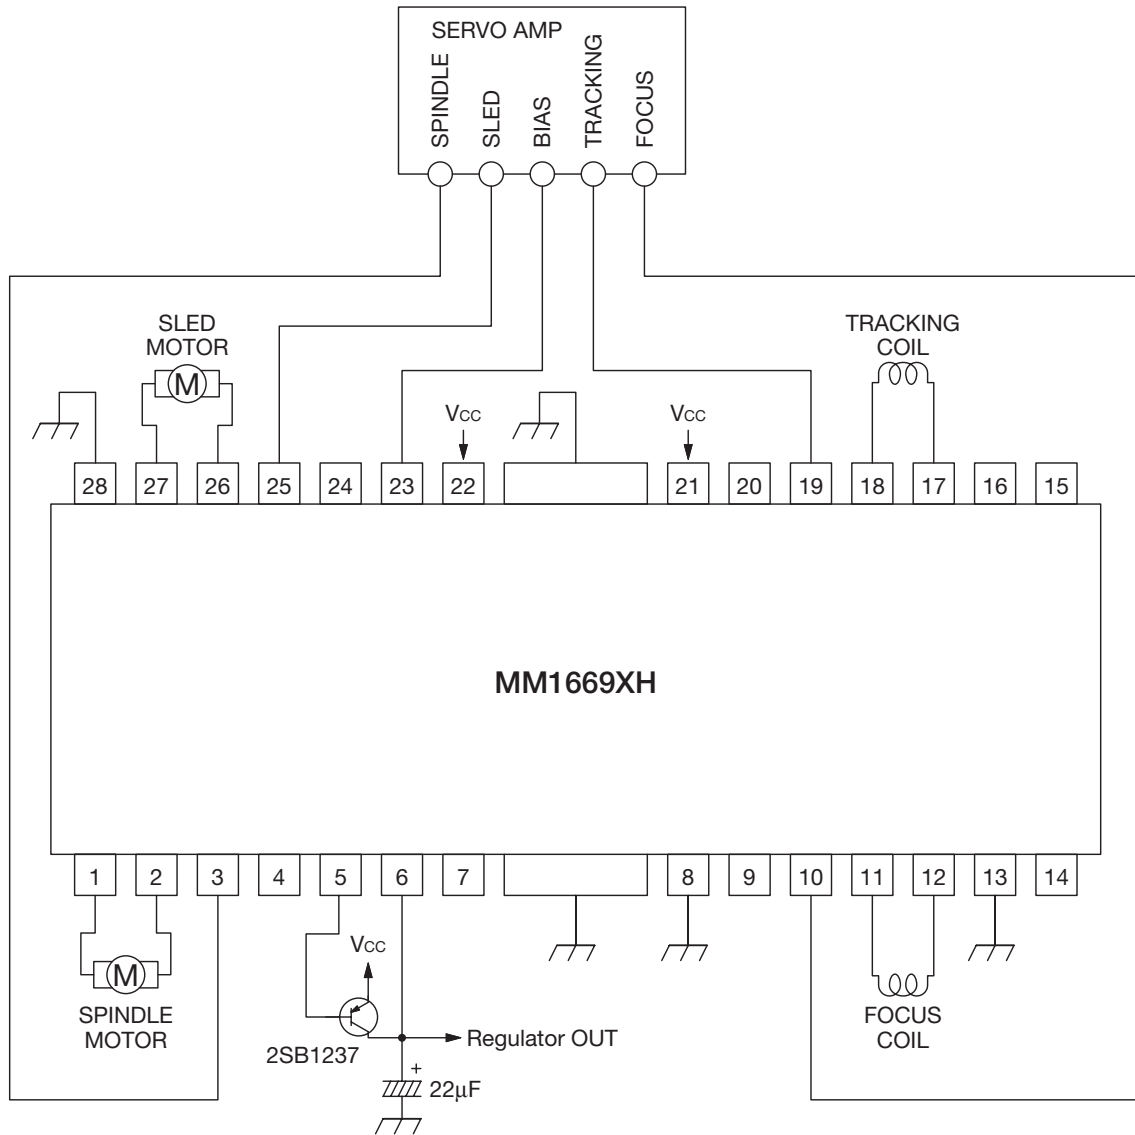 SERVO AMP
SPINDLE
SLED
BIAS
TRACKING
FOCUS
SLED
MOTOR
M
TRACKING
COIL
VCC
VCC
28 27 26 25 24 23 22 21 20 19 18 17 16 15
MM1669XH
1 2 3 4 5 6 7 8 9 10 11 12 13 14
M
SPINDLE
MOTOR
VCC
2SB1237
Regulator OUT
+
22μF
FOCUS
COIL